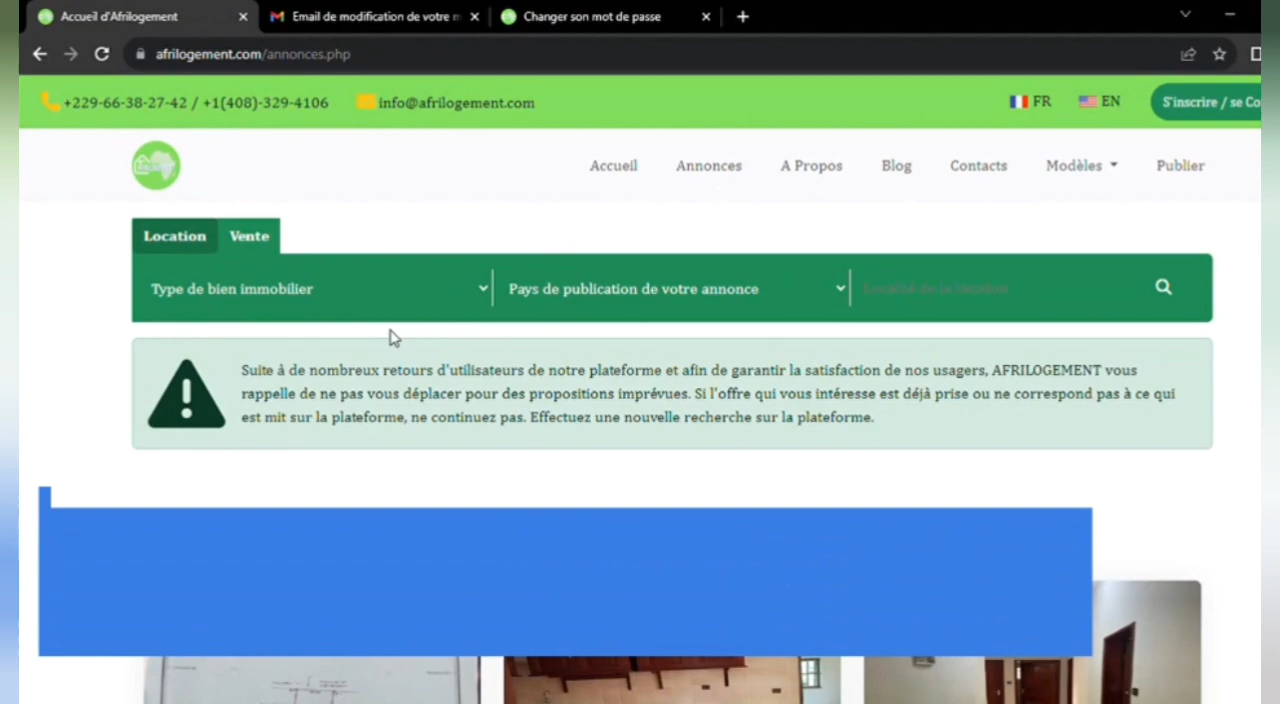 Accueil d'Afrilogement
Email de modification de votre m
Changer son mot de passe
afrilogement.com/annonces.php
+229-66-38-27-42 / +1(408)-329-4106
info@afrilogement.com
FR
EN
S'inscrire / se Co
Accueil
Annonces
A Propos
Blog
Contacts
Modèles
Publier
Location
Vente
Type de bien immobilier
Pays de publication de votre annonce
Localité de la location
Suite à de nombreux retours d'utilisateurs de notre plateforme et afin de garantir la satisfaction de nos usagers, AFRILOGEMENT vous
rappelle de ne pas vous déplacer pour des propositions imprévues. Si l'offre qui vous intéresse est déjà prise ou ne correspond pas à ce qui
est mit sur la plateforme, ne continuez pas. Effectuez une nouvelle recherche sur la plateforme.